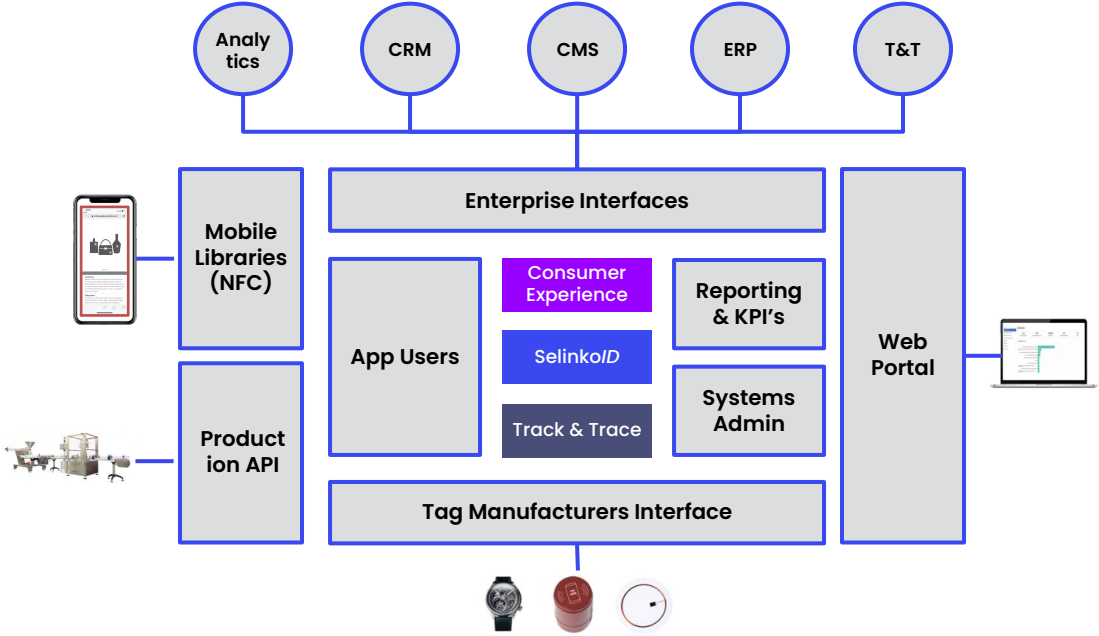 Analy
tics
CRM
CMS
ERP
T&T
Enterprise Interfaces
Mobile
Libraries
(NFC)
Product
ion API
App Users
Consumer
Experience
SelinkoID
Track & Trace
Reporting
& KPI's
Systems
Admin
Web
Portal
Tag Manufacturers Interface